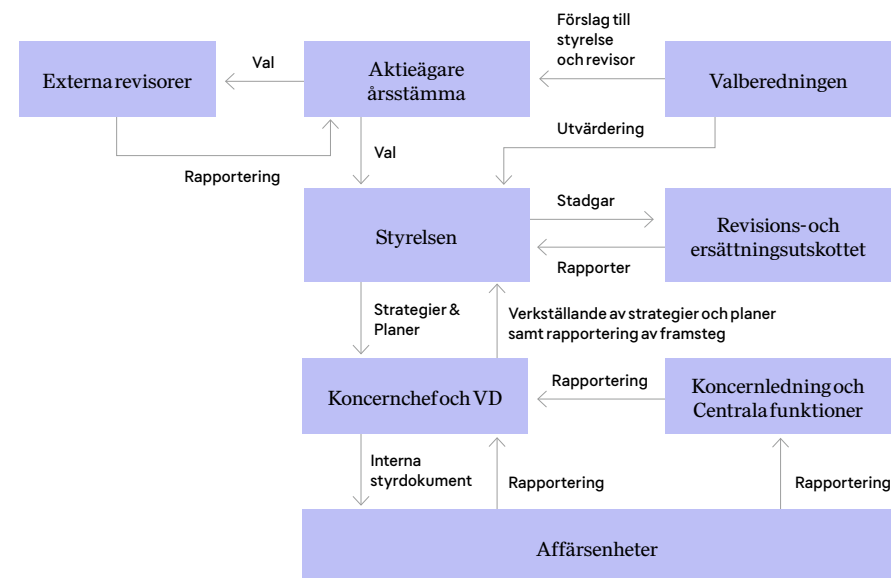 Förslag till
styrelse
och revisor
Externa revisorer
Val
Aktieägare
årsstämma
Valberedningen
Utvärdering
Val
Rapportering
Styrelsen
Stadgar
Rapporter
Revisions- och
ersättningsutskottet
Strategier &
Planer
Verkställande av strategier och planer
samt rapportering av framsteg
Koncernchef och VD
Rapportering
Koncernledning och
Centrala funktioner
Interna
styrdokument
Rapportering
Rapportering
Affärsenheter